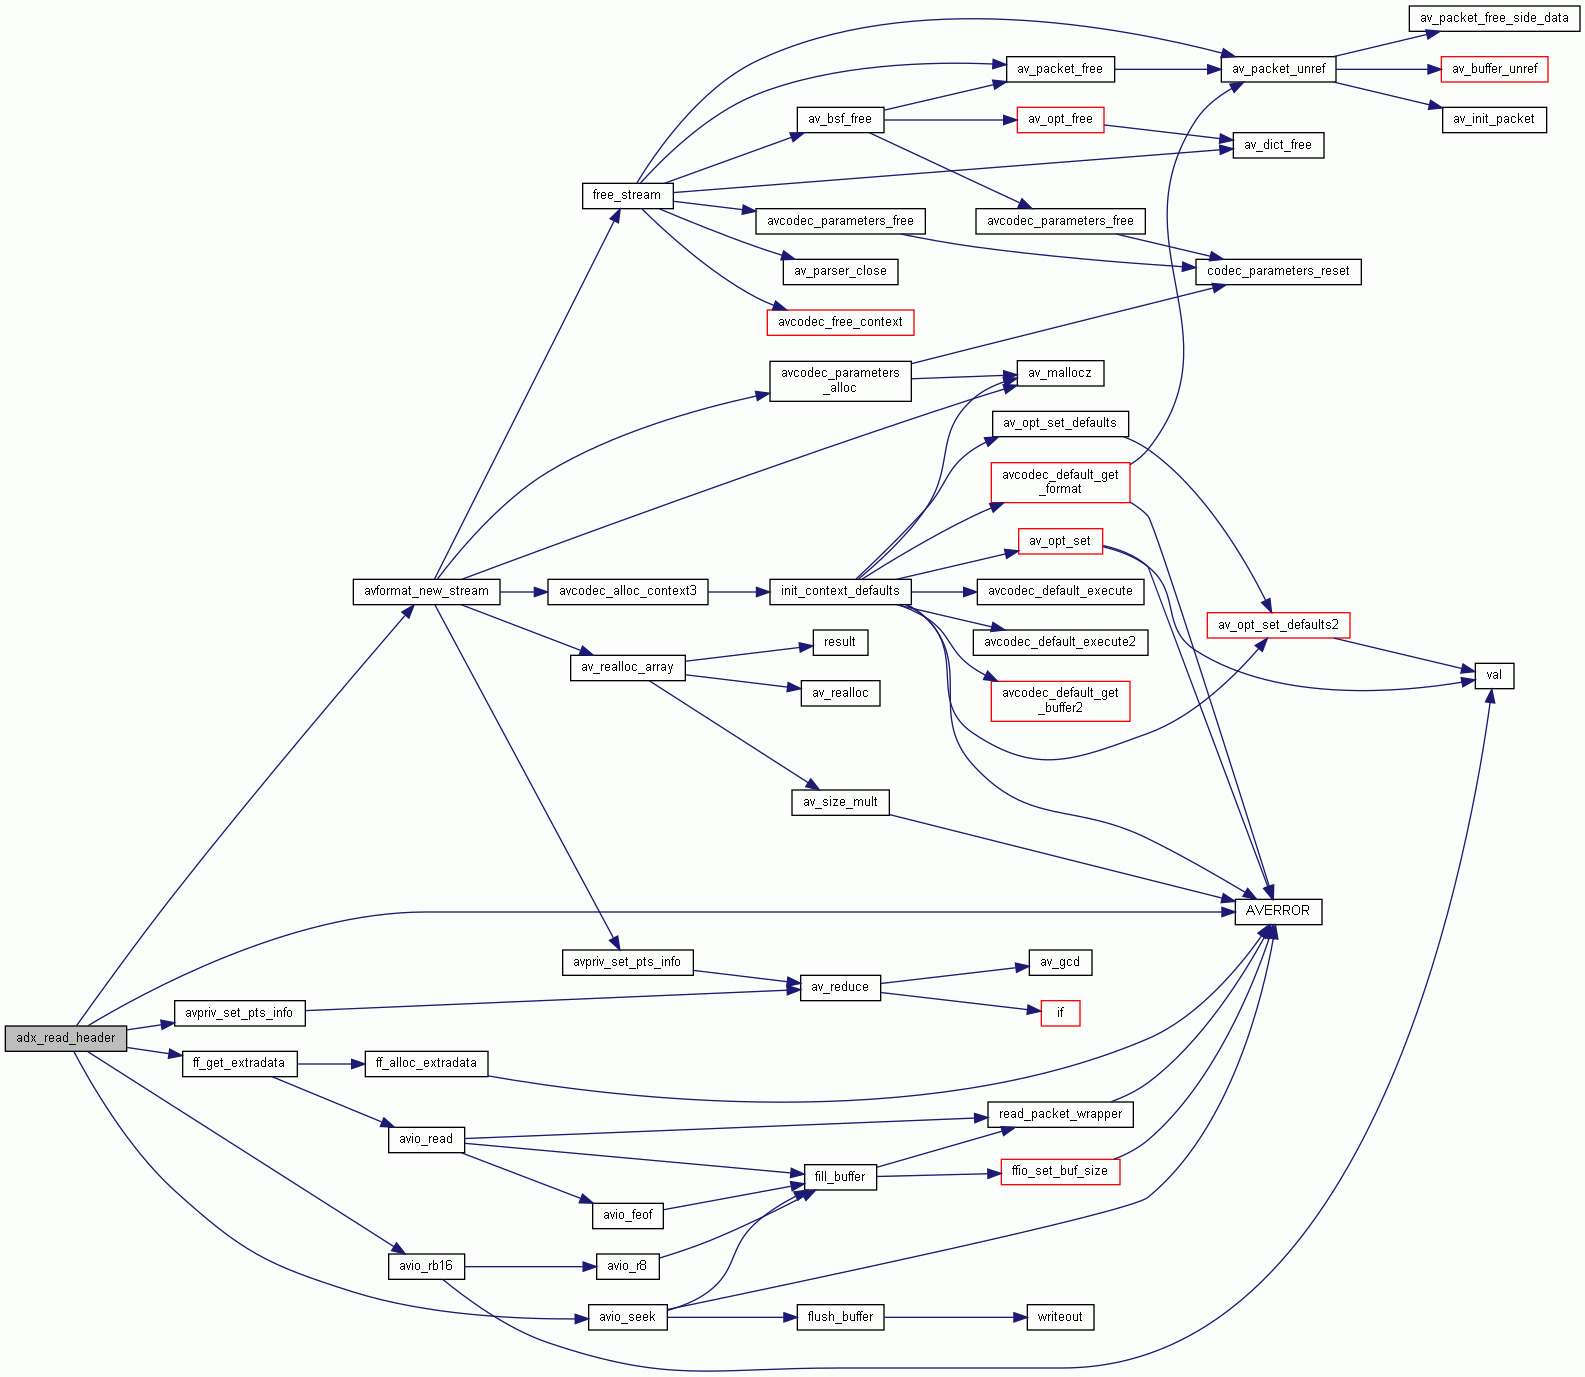 av_packet_free_side_data
av_packet_free
av_packet_unref
av_buffer_unref
av_bsf_free
av_opt_free
av_init_packet
av_dict_free
free_stream
avcodec_parameters_free
avcodec_parameters_free
av_parser_close
codec_parameters_reset
avcodec_free_context
avcodec_parameters
_alloc
av_mallocz
av_opt_set_defaults
avcodec_default_get
_format
av_opt_set
avformat_new_stream
avcodec_alloc_context3
init_context_defaults
avcodec_default_execute
av_opt_set_defaults2
result
avcodec_default_execute2
av_realloc_array
val
av_realloc
avcodec_default_get
_buffer2
av_size_mult
AVERROR
avpriv_set_pts_info
av_gcd
av_reduce
avpriv_set_pts_info
if
adx_read_header
ff_get_extradata
ff_alloc_extradata
read_packet_wrapper
avio_read
fill_buffer
ffio_set_buf_size
avio_feof
avio_rb16
avio_r8
avio_seek
flush_buffer
writeout